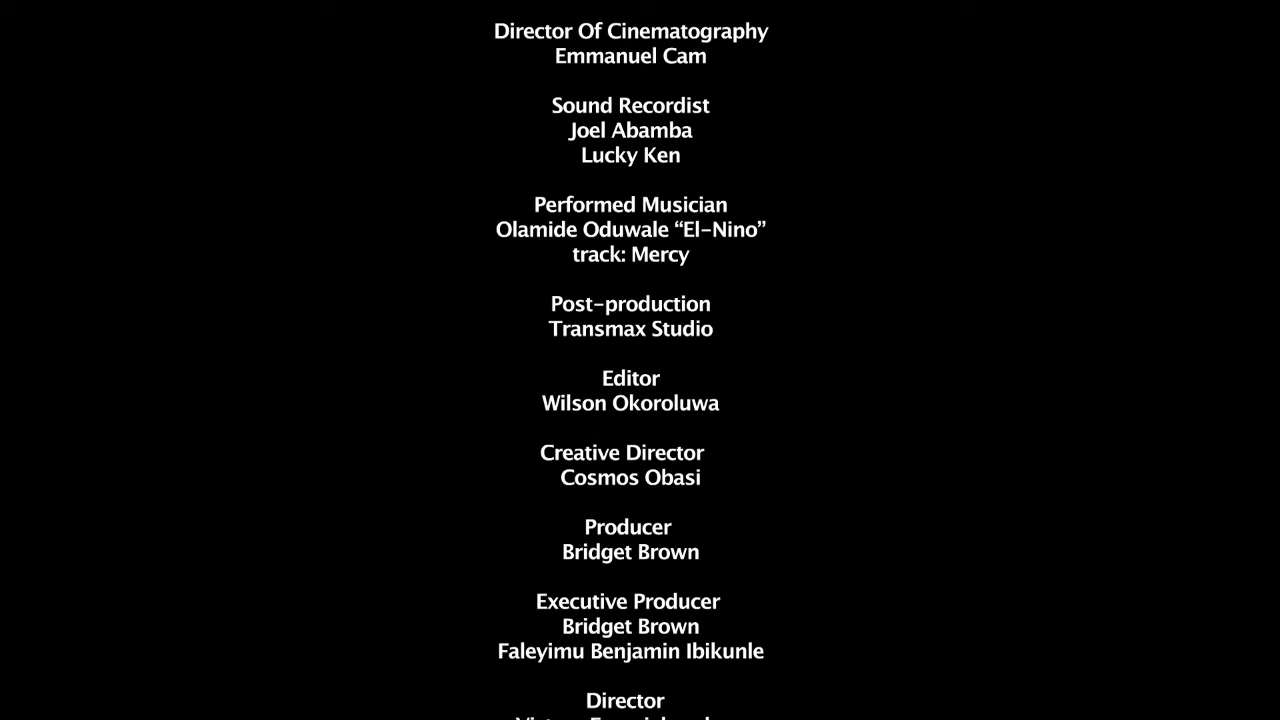 Director Of Cinematography
Emmanuel Cam
Sound Recordist
Joel Abamba
Lucky Ken
Performed Musician
Olamide Oduwale “El-Nino”
track: Mercy
Post-production
Transmax Studio
Editor
Wilson Okoroluwa
Creative Director
Cosmos Obasi
Producer
Bridget Brown
Executive Producer
Bridget Brown
Faleyimu Benjamin Ibikunle
Director